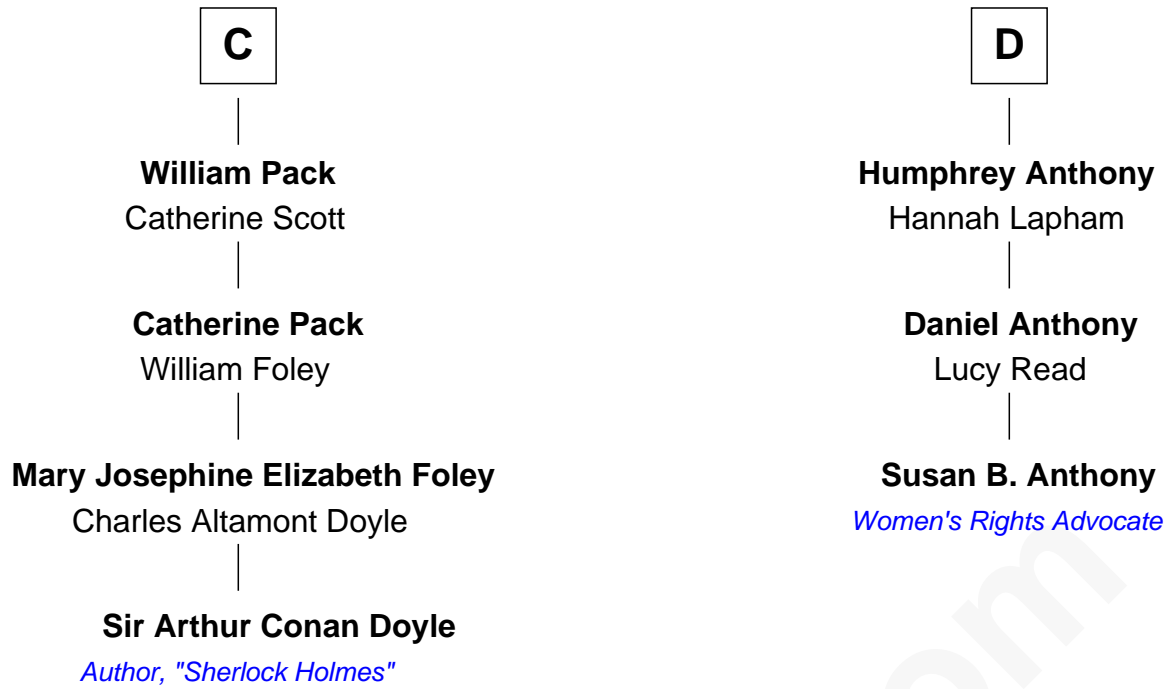 C
William Pack
Catherine Scott
Catherine Pack
William Foley
Mary Josephine Elizabeth Foley
Charles Altamont Doyle
Sir Arthur Conan Doyle
Author, "Sherlock Holmes"
D
Humphrey Anthony
Hannah Lapham
Daniel Anthony
Lucy Read
Susan B. Anthony
Women's Rights Advocate
om